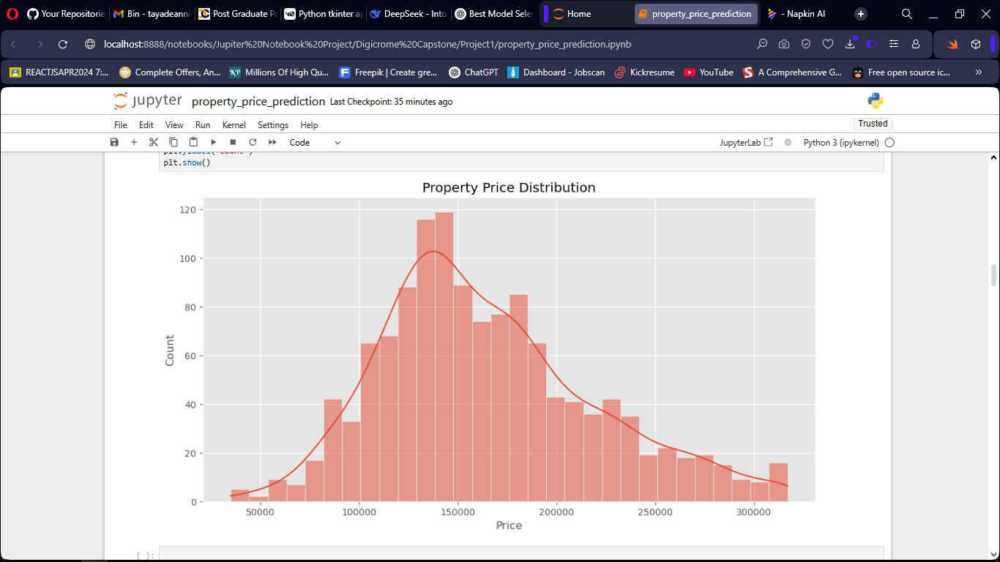 Your Repositorie
Bin - tayadeanni
Post Graduate P
Python tkinter a
DeepSeek - Into
Best Model Sele
Home
property_price_prediction
- Napkin AI
localhost:8888/notebooks/Jupiter%20Notebook%20Project/Digicrome%20Capstone/Project1/property_price_prediction.ipynb
REACTJSAPR2024 7:...
Complete Offers, An...
Millions Of High Qu...
Freepik | Create gre...
ChatGPT
Dashboard - Jobscan
Kickresume
YouTube
A Comprehensive G...
Free open source ic...
»
jupyter property_price_prediction Last Checkpoint: 35 minutes ago
File Edit View Run Kernel Settings Help
Trusted
Code
JupyterLab
Python 3 (ipykernel)
plt.show()
Property Price Distribution
120
100
80
60
40
20
0
Count
50000 100000 150000 200000 250000 300000
Price
[ ]: